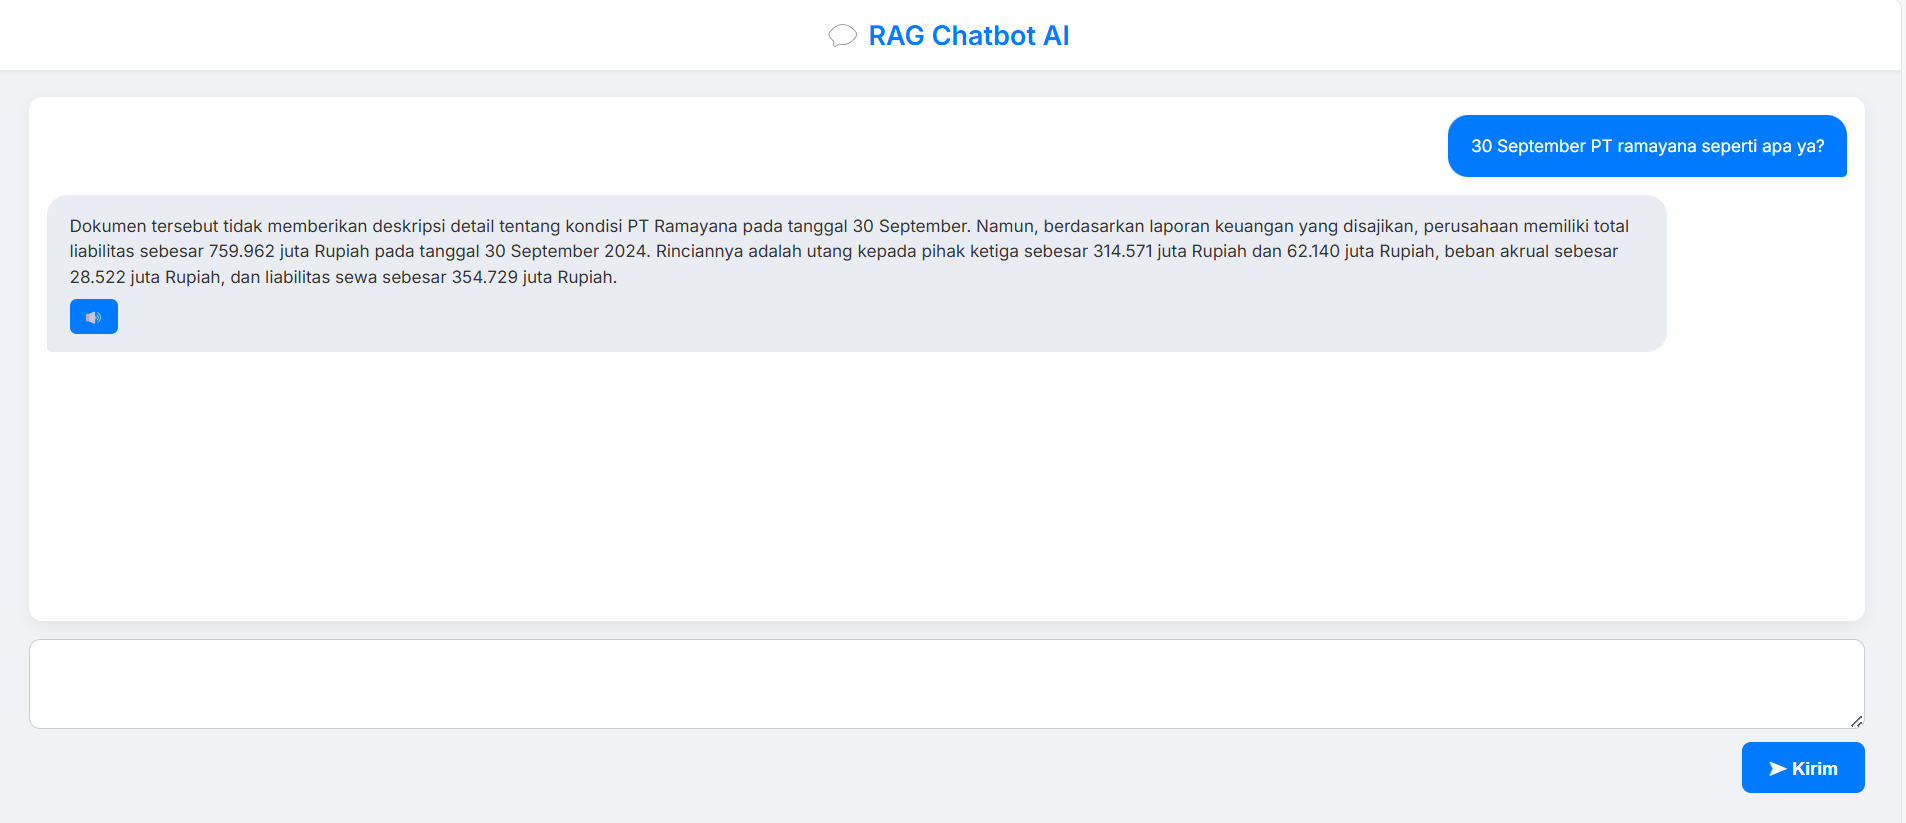 RAG Chatbot AI
30 September PT ramayana seperti apa ya?
Dokumen tersebut tidak memberikan deskripsi detail tentang kondisi PT Ramayana pada tanggal 30 September. Namun, berdasarkan laporan keuangan yang disajikan, perusahaan memiliki total
liabilitas sebesar 759.962 juta Rupiah pada tanggal 30 September 2024. Rinciannya adalah utang kepada pihak ketiga sebesar 314.571 juta Rupiah dan 62.140 juta Rupiah, beban akrual sebesar
28.522 juta Rupiah, dan liabilitas sewa sebesar 354.729 juta Rupiah.
Kirim